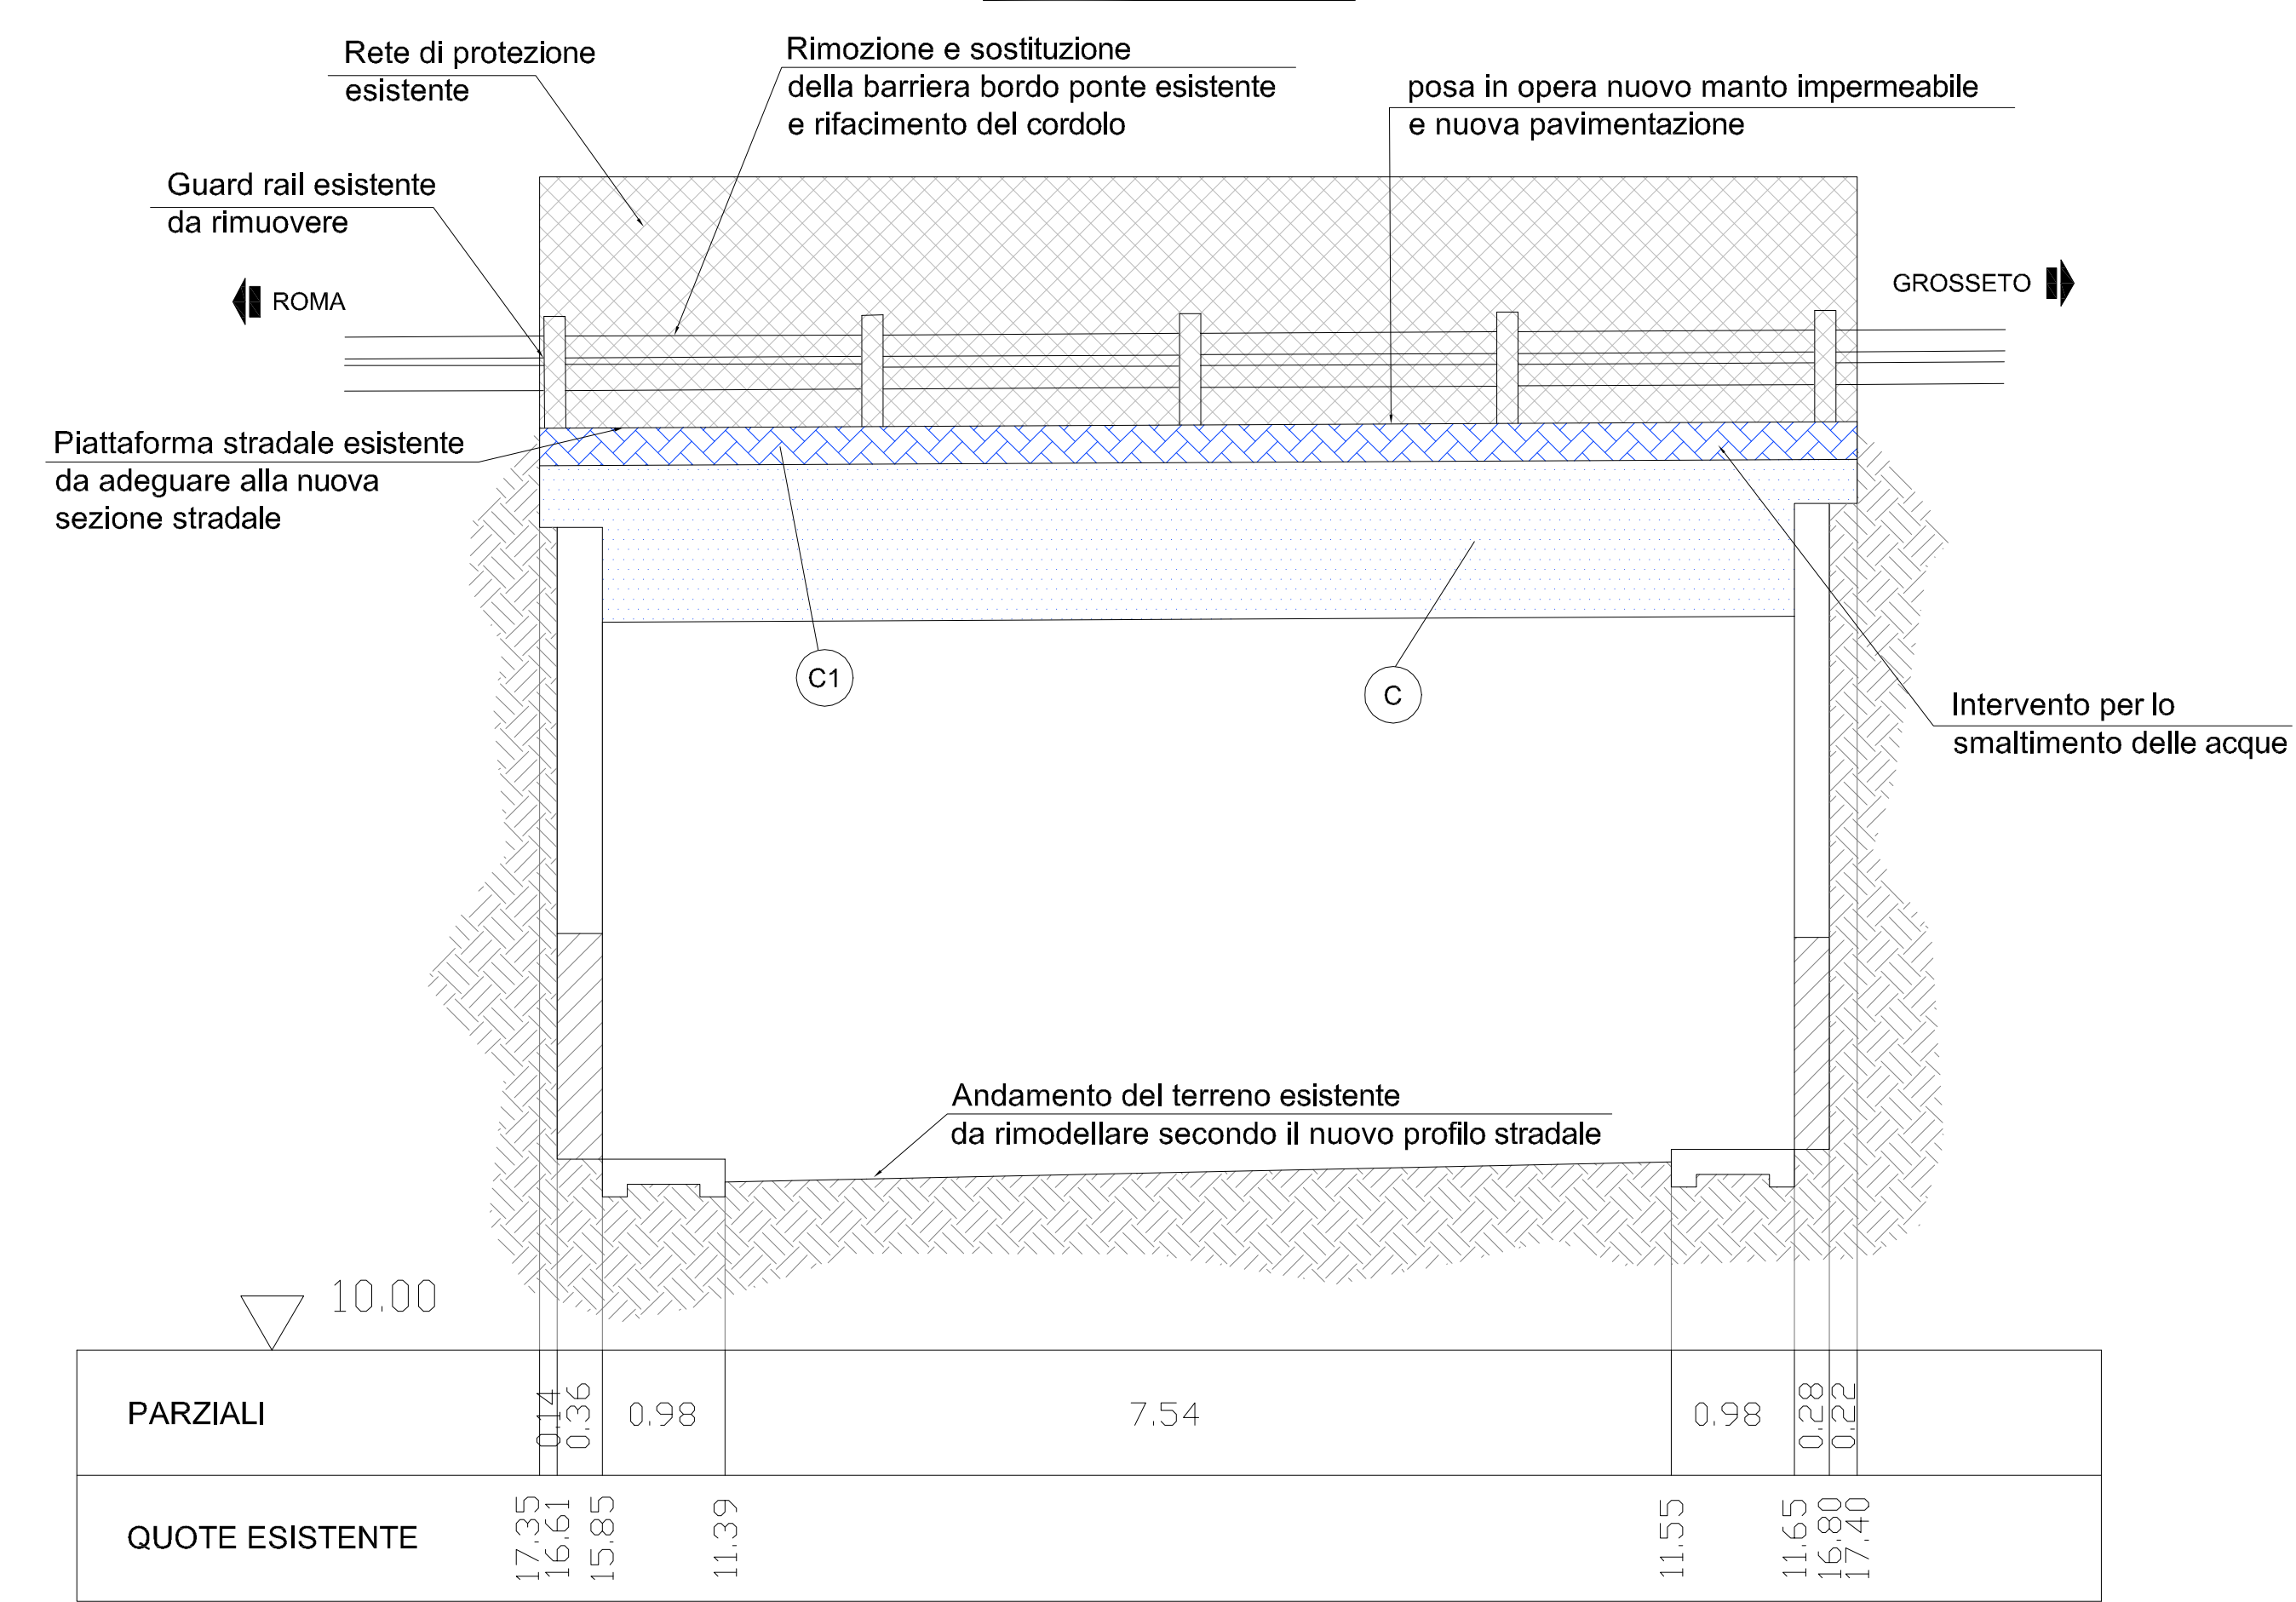 Rete di protezione
esistente
Rimozione e sostituzione
della barriera bordo ponte esistente
e rifacimento del cordolo
posa in opera nuovo manto impermeabile
e nuova pavimentazione
Guard rail esistente
da rimuovere
ROMA
GROSSETO
Piattaforma stradale esistente
da adeguare alla nuova
sezione stradale
C1
C
Intervento per lo
smaltimento delle acque
Andamento del terreno esistente
da rimodellare secondo il nuovo profilo stradale
10.00
PARZIALI
0.14
0.36
0.98
7.54
0.98
0.28
0.22
QUOTE ESISTENTE
17.35
16.61
15.85
11.39
11.55
11.65
16.80
17.40